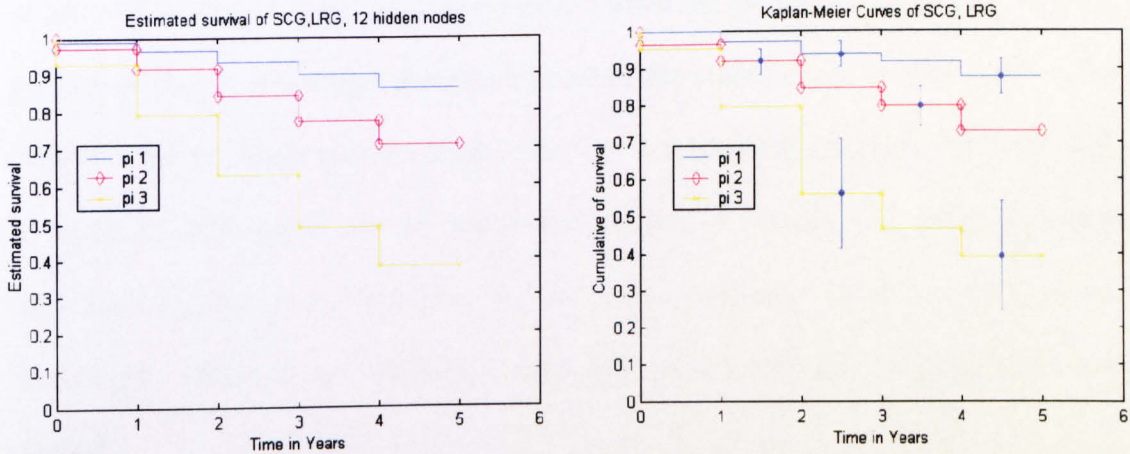 Estimated survival of SCG,LRG, 12 hidden nodes
1
0.9
0.8
0.7
0.6
0.5
0.4
0.3
0.2
0.1
0
Estimated survival
pi 1
pi 2
pi 3
0 1 2 3 4 5 6
Time in Years
Kaplan-Meier Curves of SCG, LRG
1
0.9
0.8
0.7
0.6
0.5
0.4
0.3
0.2
0.1
0
Cumulative of survival
pi 1
pi 2
pi 3
0 1 2 3 4 5 6
Time in Years